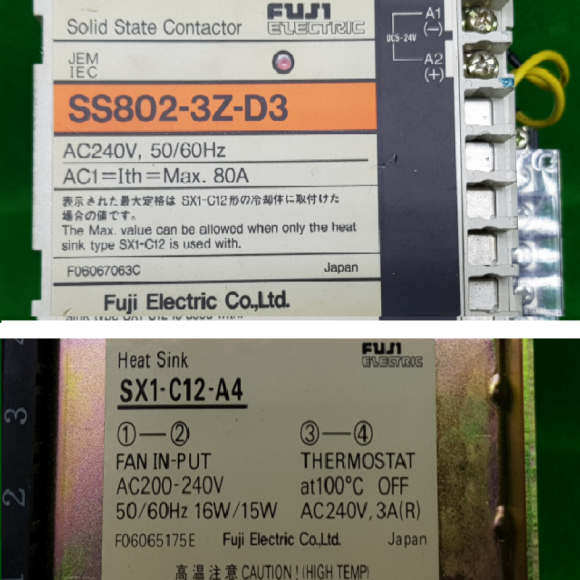 Solid State Contactor
FUJI
ELECTRIC
JEM
IEC
A1
(−)
DC5-24V
A2
(+)
SS802-3Z-D3
AC240V, 50/60Hz
AC1=Ith=Max. 80A
表示された最大定格は SX1-C12形の冷却体に取付けた
場合の値です。
The Max. value can be allowed when only the heat
sink type SX1-C12 is used with.
F06067063C Japan
Fuji Electric Co.,Ltd.
Heat Sink
FUJI
ELECTRIC
SX1-C12-A4
①—② ③—④
FAN IN-PUT THERMOSTAT
AC200-240V at100°C OFF
50/60Hz 16W/15W AC240V, 3A(R)
F06065175E Fuji Electric Co.,Ltd. Japan
高温注意 CAUTION! (HIGH TEMP)
3
2